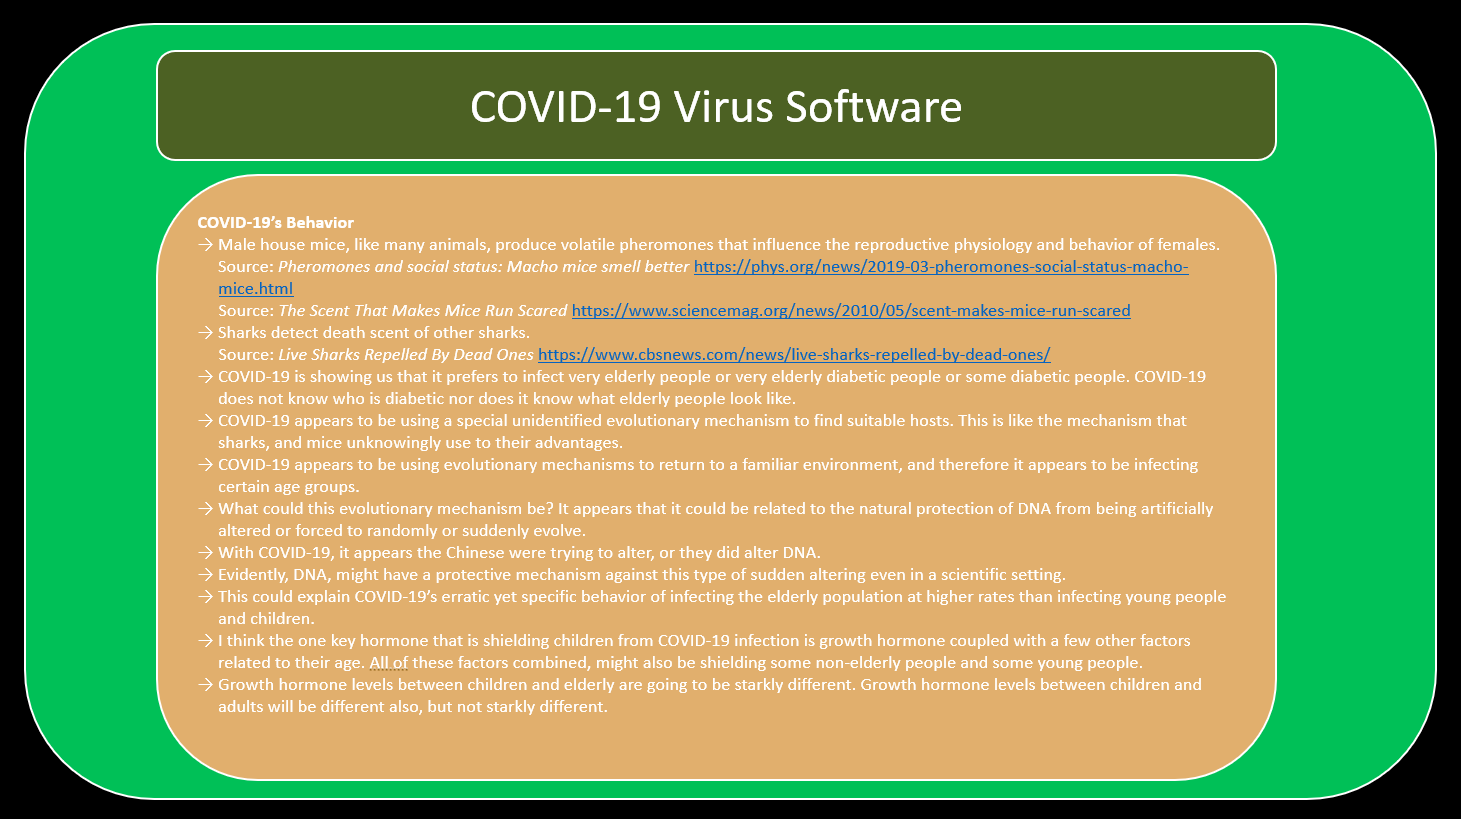 COVID-19 Virus Software
COVID-19’s Behavior
→ Male house mice, like many animals, produce volatile pheromones that influence the reproductive physiology and behavior of females.
Source: Pheromones and social status: Macho mice smell better https://phys.org/news/2019-03-pheromones-social-status-macho-
mice.html
Source: The Scent That Makes Mice Run Scared https://www.sciencemag.org/news/2010/05/scent-makes-mice-run-scared
→ Sharks detect death scent of other sharks.
Source: Live Sharks Repelled By Dead Ones https://www.cbsnews.com/news/live-sharks-repelled-by-dead-ones/
→ COVID-19 is showing us that it prefers to infect very elderly people or very elderly diabetic people or some diabetic people. COVID-19
does not know who is diabetic nor does it know what elderly people look like.
→ COVID-19 appears to be using a special unidentified evolutionary mechanism to find suitable hosts. This is like the mechanism that
sharks, and mice unknowingly use to their advantages.
→ COVID-19 appears to be using evolutionary mechanisms to return to a familiar environment, and therefore it appears to be infecting
certain age groups.
→ What could this evolutionary mechanism be? It appears that it could be related to the natural protection of DNA from being artificially
altered or forced to randomly or suddenly evolve.
→ With COVID-19, it appears the Chinese were trying to alter, or they did alter DNA.
→ Evidently, DNA, might have a protective mechanism against this type of sudden altering even in a scientific setting.
→ This could explain COVID-19’s erratic yet specific behavior of infecting the elderly population at higher rates than infecting young people
and children.
→ I think the one key hormone that is shielding children from COVID-19 infection is growth hormone coupled with a few other factors
related to their age. All of these factors combined, might also be shielding some non-elderly people and some young people.
→ Growth hormone levels between children and elderly are going to be starkly different. Growth hormone levels between children and
adults will be different also, but not starkly different.